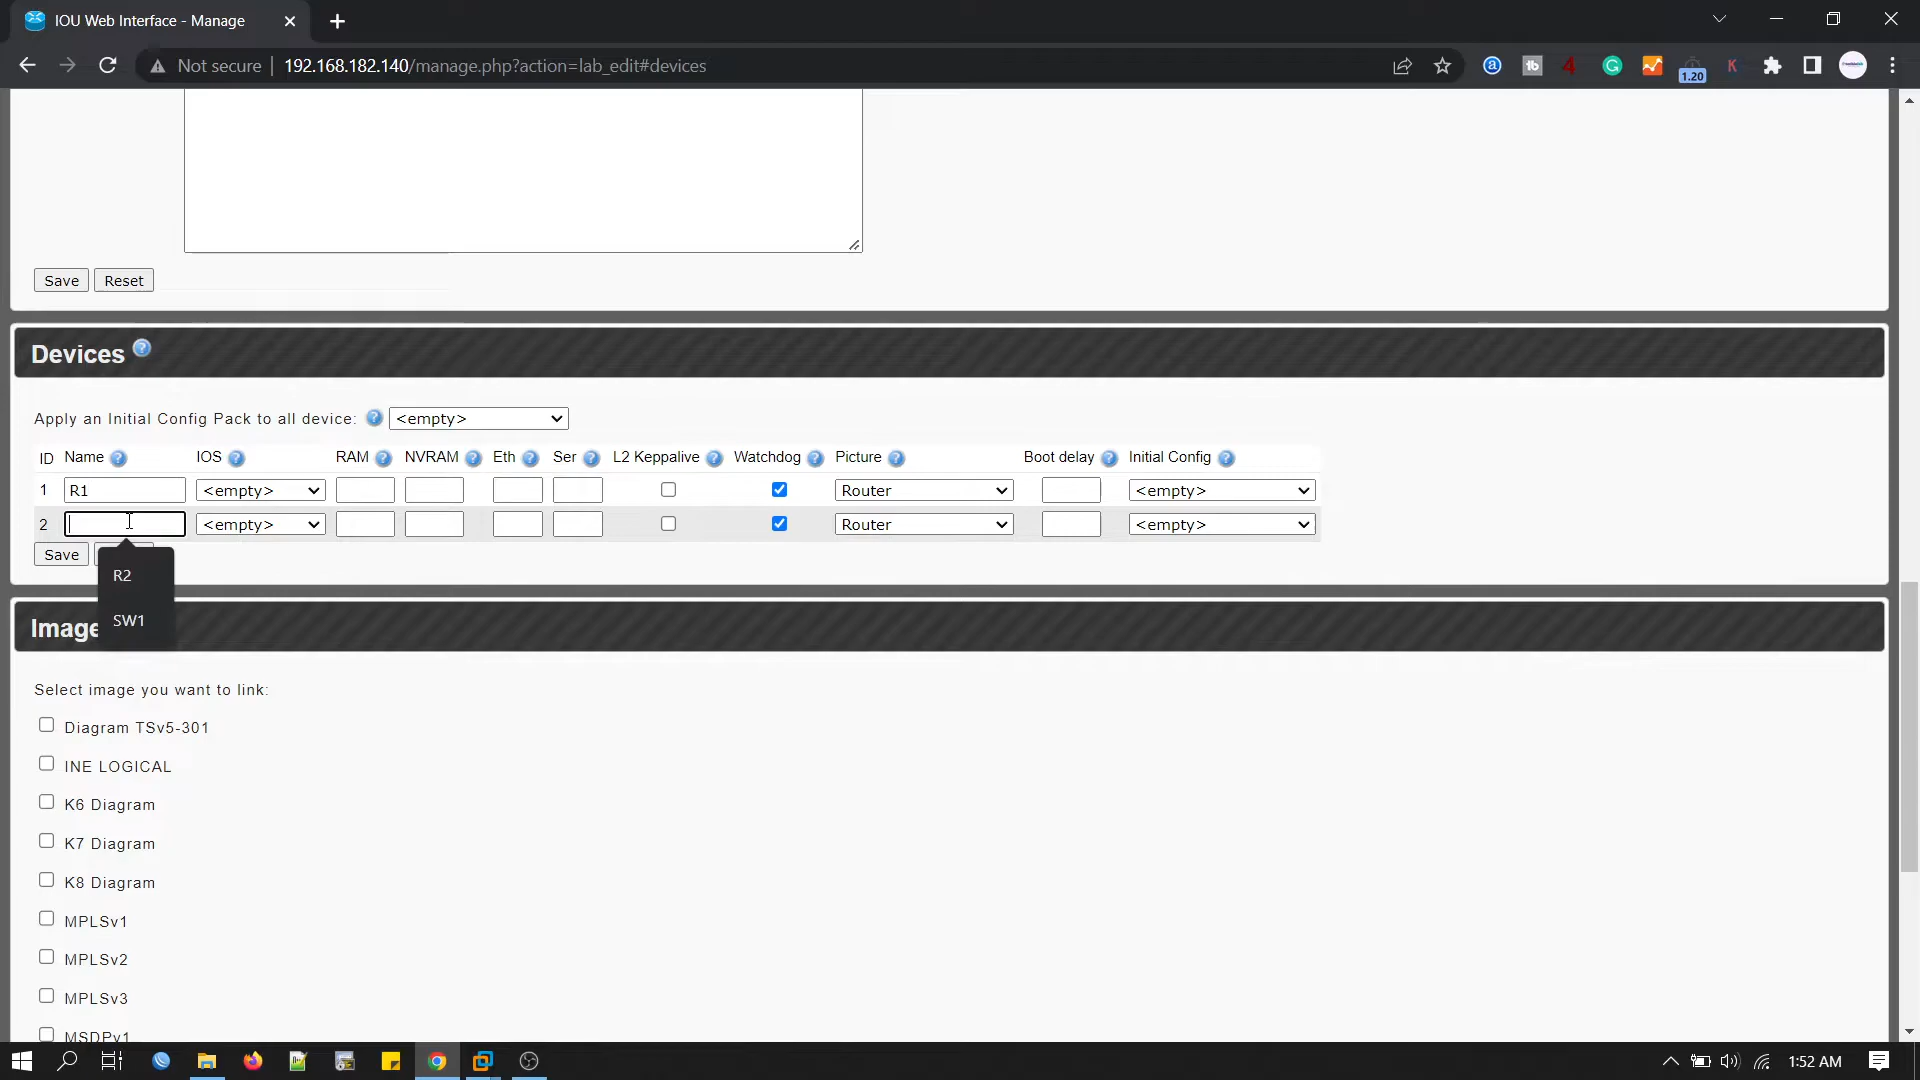 IOU Web Interface - Manage
Not secure | 192.168.182.140/manage.php?action=lab_edit#devices
1.20
Save Reset
Devices
Apply an Initial Config Pack to all device: <empty>
ID Name IOS RAM NVRAM Eth Ser L2 Keppalive Watchdog Picture Boot delay Initial Config
1 R1 <empty> Router <empty>
2 <empty> Router <empty>
Save
R2
SW1
Image
Select image you want to link:
Diagram TSv5-301
INE LOGICAL
K6 Diagram
K7 Diagram
K8 Diagram
MPLSv1
MPLSv2
MPLSv3
MSDPv1
1:52 AM